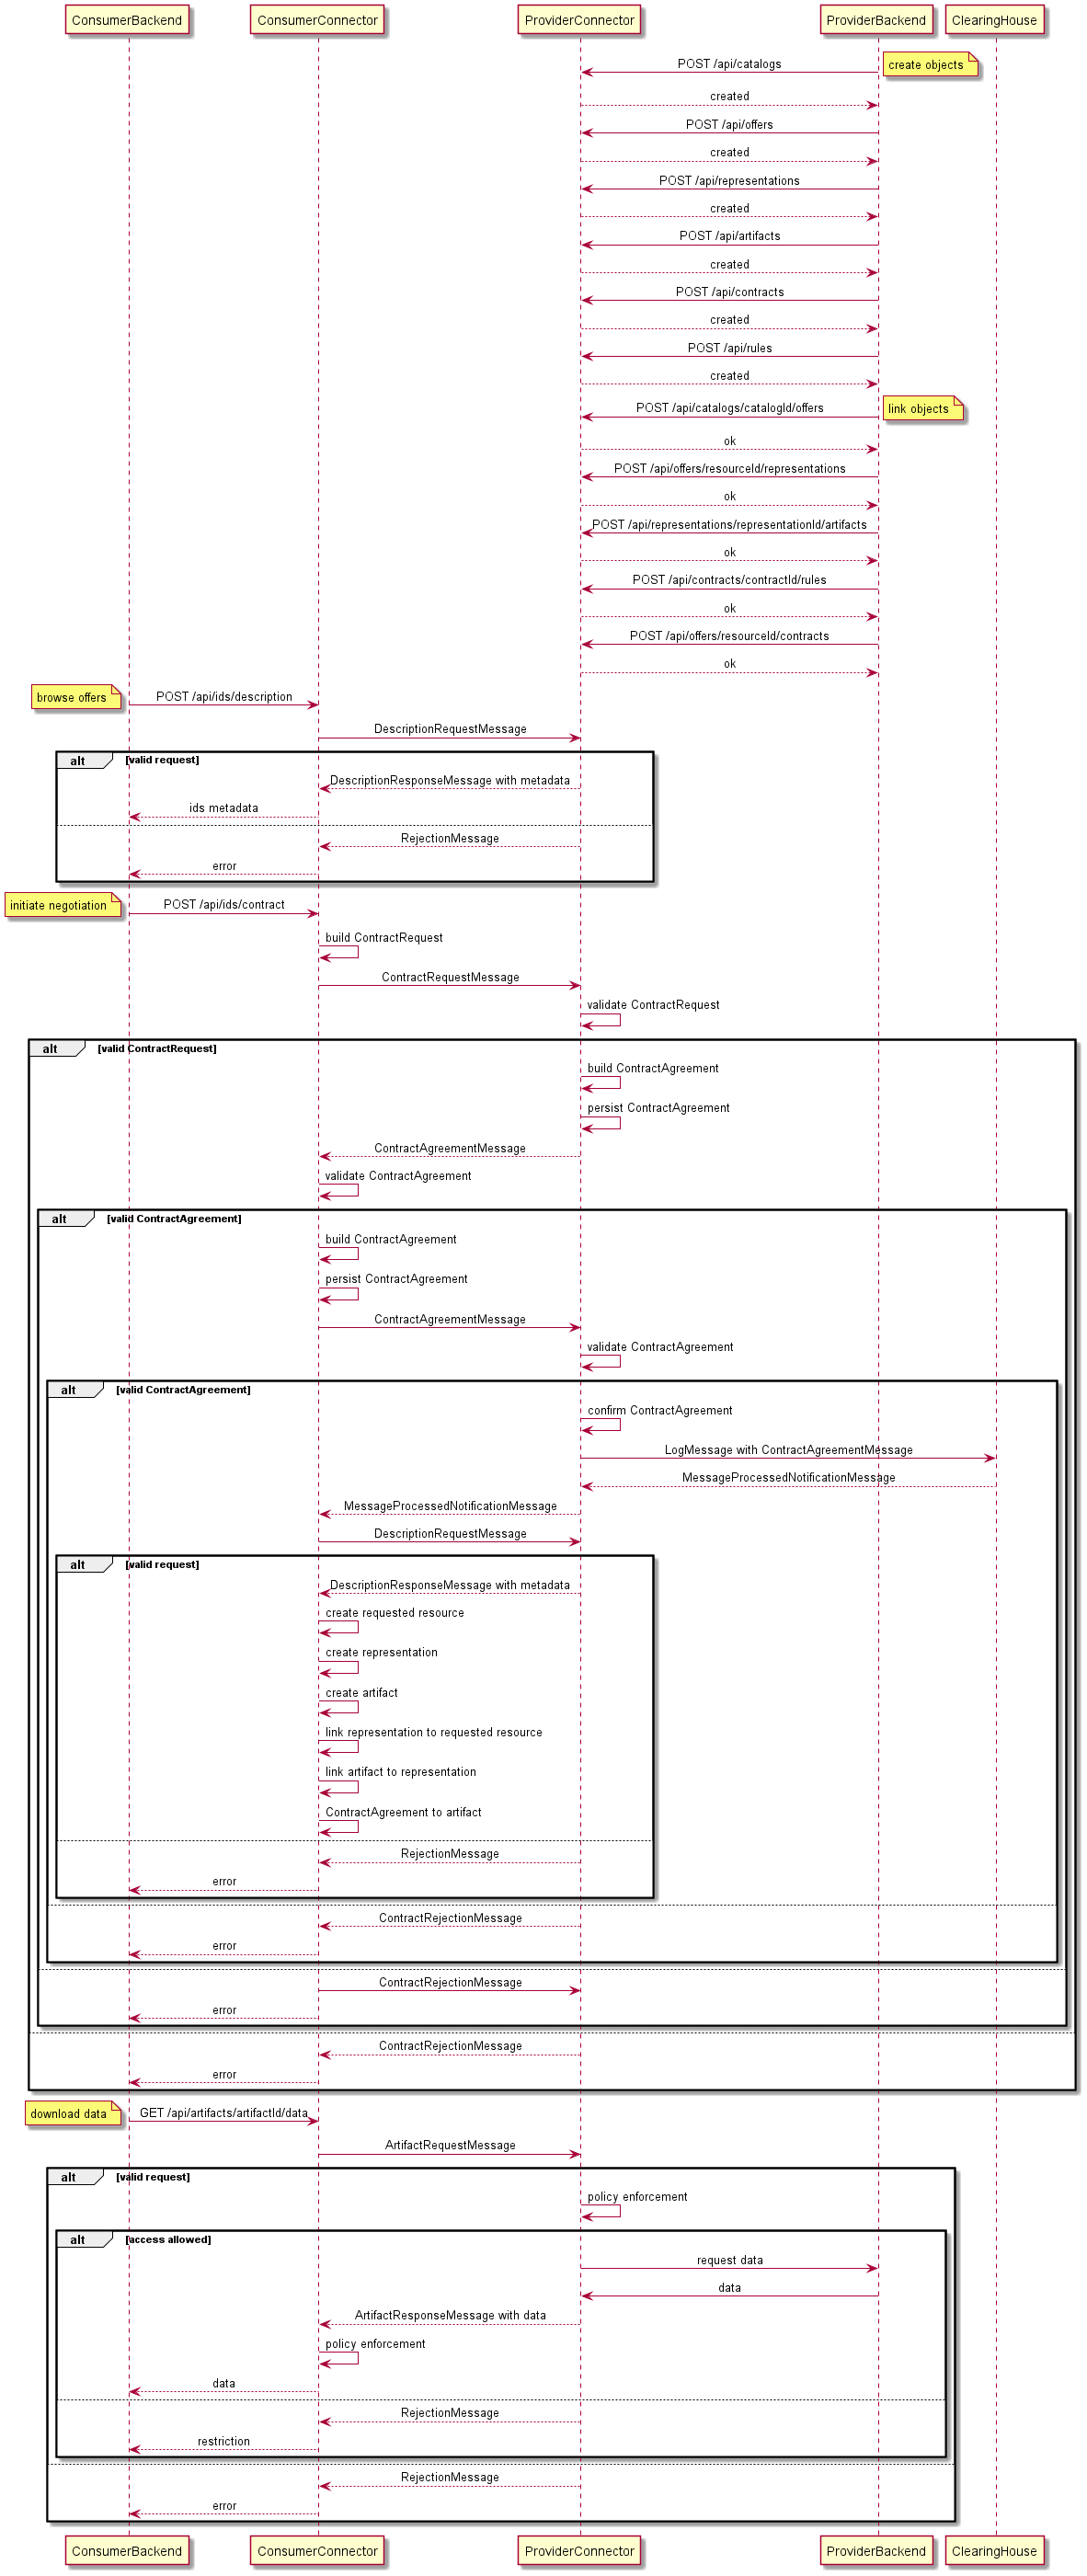 ConsumerBackend
ConsumerConnector
ProviderConnector
ProviderBackend
ClearingHouse
POST /api/catalogs
create objects
created
POST /api/offers
created
POST /api/representations
created
POST /api/artifacts
created
POST /api/contracts
created
POST /api/rules
created
POST /api/catalogs/catalogId/offers
link objects
ok
POST /api/offers/resourceId/representations
ok
POST /api/representations/representationId/artifacts
ok
POST /api/contracts/contractId/rules
ok
POST /api/offers/resourceId/contracts
ok
browse offers
POST /api/ids/description
DescriptionRequestMessage
alt
[valid request]
DescriptionResponseMessage with metadata
ids metadata
RejectionMessage
error
initiate negotiation
POST /api/ids/contract
build ContractRequest
ContractRequestMessage
validate ContractRequest
alt
[valid ContractRequest]
build ContractAgreement
persist ContractAgreement
ContractAgreementMessage
validate ContractAgreement
alt
[valid ContractAgreement]
build ContractAgreement
persist ContractAgreement
ContractAgreementMessage
validate ContractAgreement
alt
[valid ContractAgreement]
confirm ContractAgreement
LogMessage with ContractAgreementMessage
MessageProcessedNotificationMessage
MessageProcessedNotificationMessage
DescriptionRequestMessage
alt
[valid request]
DescriptionResponseMessage with metadata
create requested resource
create representation
create artifact
link representation to requested resource
link artifact to representation
ContractAgreement to artifact
RejectionMessage
error
ContractRejectionMessage
error
ContractRejectionMessage
error
ContractRejectionMessage
error
download data
GET /api/artifacts/artifactId/data
ArtifactRequestMessage
alt
[valid request]
policy enforcement
alt
[access allowed]
request data
data
ArtifactResponseMessage with data
policy enforcement
data
RejectionMessage
restriction
RejectionMessage
error
ConsumerBackend
ConsumerConnector
ProviderConnector
ProviderBackend
ClearingHouse